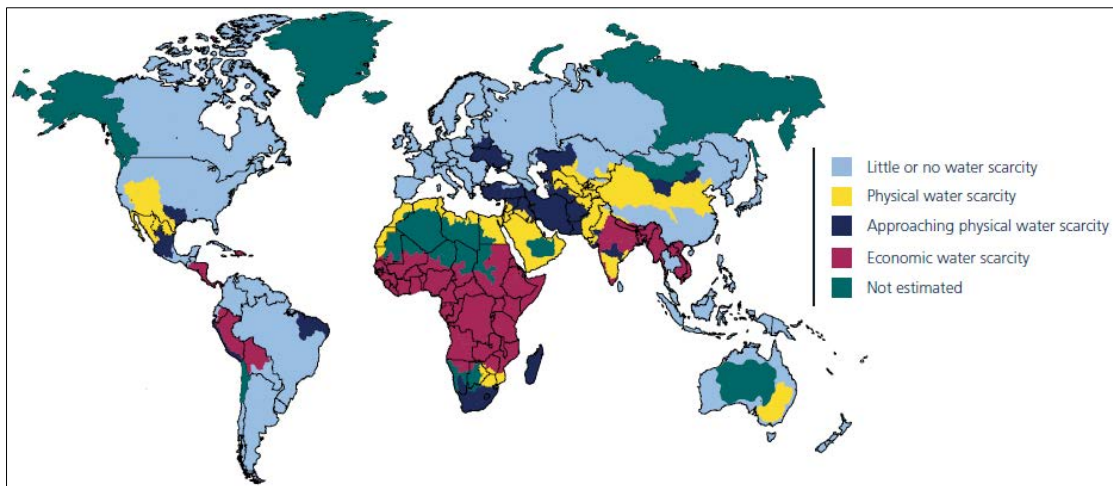 Little or no water scarcity
Physical water scarcity
Approaching physical water scarcity
Economic water scarcity
Not estimated